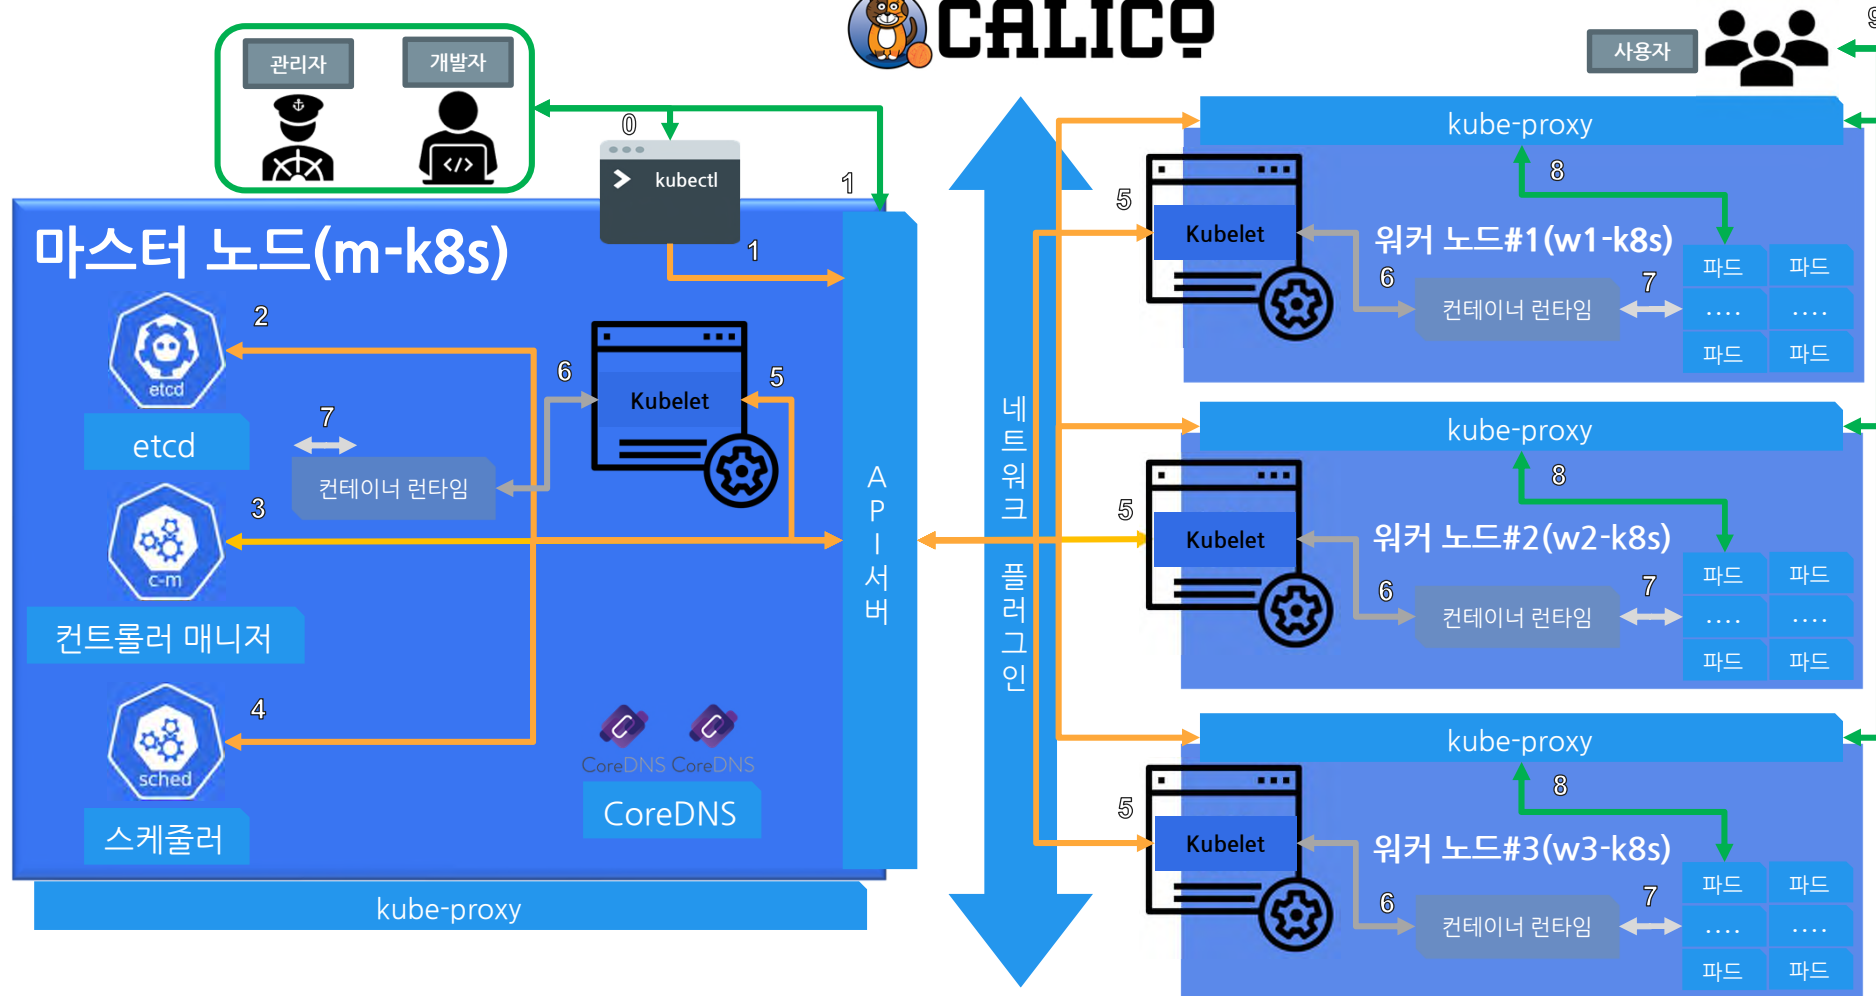 CALICO
관리자
개발자
사용자
0
kubectl
1
1
마스터 노드(m-k8s)
2
etcd
etcd
3
c-m
컨트롤러 매니저
4
sched
스케줄러
7
컨테이너 런타임
6
Kubelet
5
CoreDNS CoreDNS
CoreDNS
API서버
kube-proxy
네트워크 플러그인
9
kube-proxy
8
5
Kubelet
워커 노드#1(w1-k8s)
6
컨테이너 런타임
7
파드 파드
.... ....
파드 파드
kube-proxy
8
5
Kubelet
워커 노드#2(w2-k8s)
6
컨테이너 런타임
7
파드 파드
.... ....
파드 파드
kube-proxy
8
5
Kubelet
워커 노드#3(w3-k8s)
6
컨테이너 런타임
7
파드 파드
.... ....
파드 파드